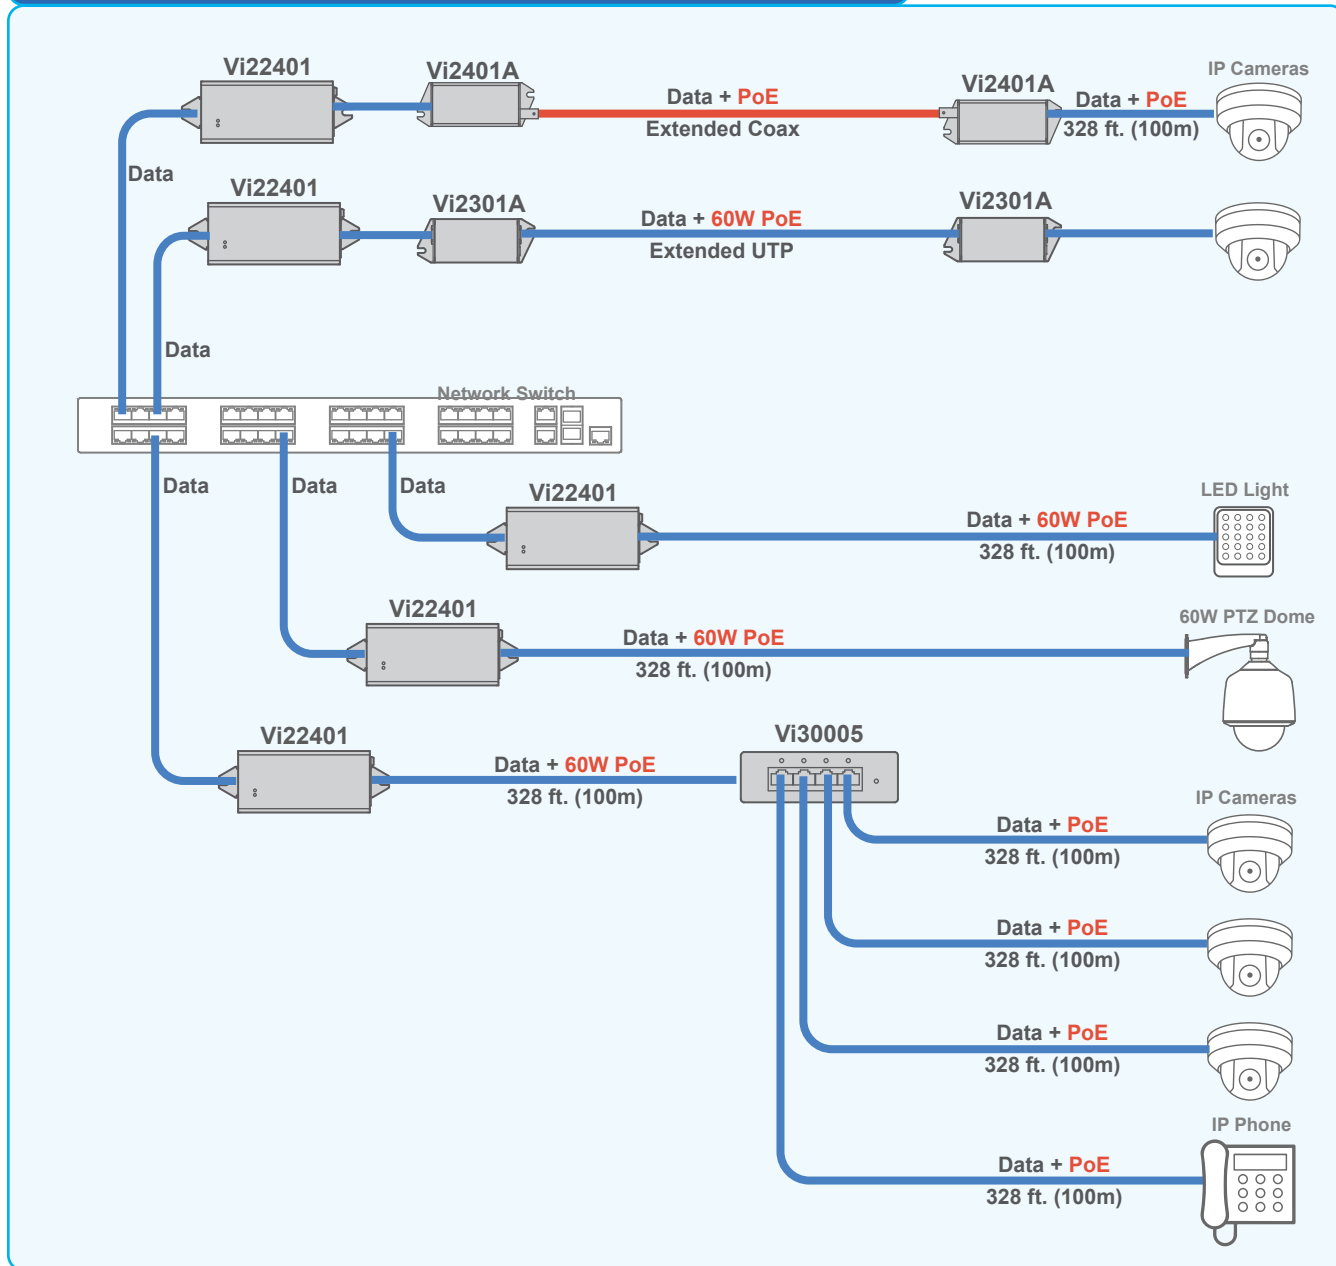 Vi22401
Vi2401A
Data + PoE
Extended Coax
Vi2401A
Data + PoE
328 ft. (100m)
IP Cameras
Data
Vi22401
Vi2301A
Data + 60W PoE
Extended UTP
Vi2301A
Data
Network Switch
Data
Data
Data
Vi22401
Data + 60W PoE
328 ft. (100m)
LED Light
Vi22401
Data + 60W PoE
328 ft. (100m)
60W PTZ Dome
Vi22401
Data + 60W PoE
328 ft. (100m)
Vi30005
IP Cameras
Data + PoE
328 ft. (100m)
Data + PoE
328 ft. (100m)
Data + PoE
328 ft. (100m)
IP Phone
Data + PoE
328 ft. (100m)